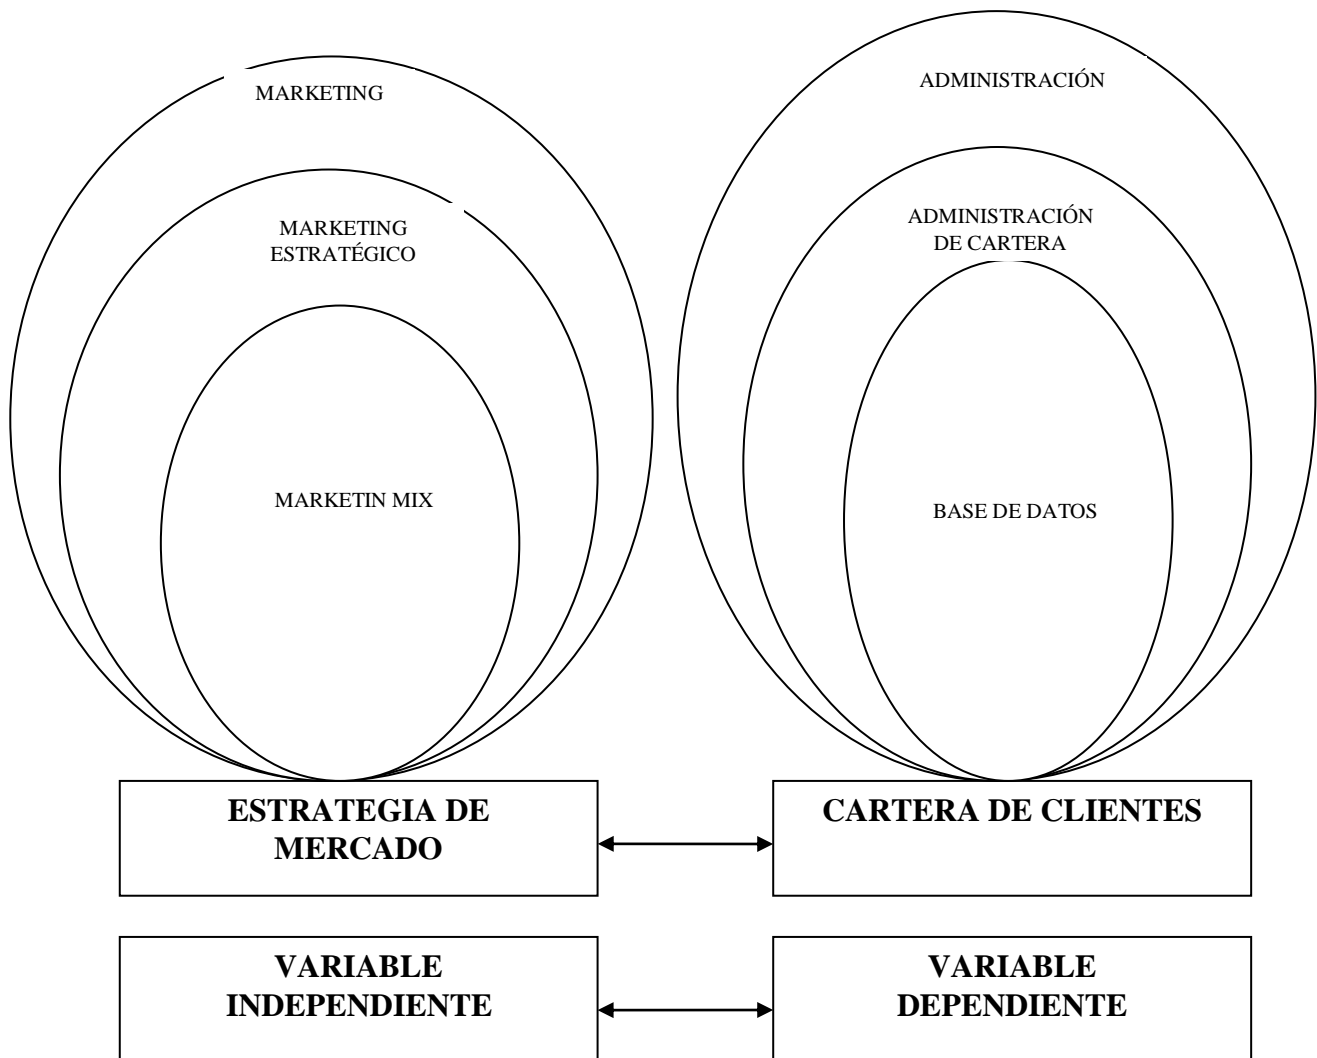 MARKETING
MARKETING
ESTRATÉGICO
MARKETIN MIX
ADMINISTRACIÓN
ADMINISTRACIÓN
DE CARTERA
BASE DE DATOS
ESTRATEGIA DE
MERCADO
CARTERA DE CLIENTES
VARIABLE
INDEPENDIENTE
VARIABLE
DEPENDIENTE